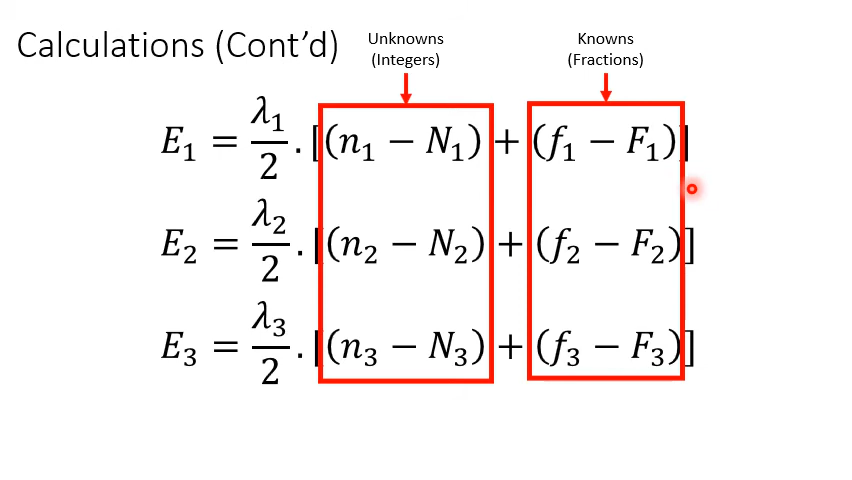 Calculations (Cont’d)
Unknowns
(Integers)
Knowns
(Fractions)
𝐸₁ = λ₁/2 . [(n₁ − N₁) + (f₁ − F₁)]
𝐸₂ = λ₂/2 . [(n₂ − N₂) + (f₂ − F₂)]
𝐸₃ = λ₃/2 . [(n₃ − N₃) + (f₃ − F₃)]